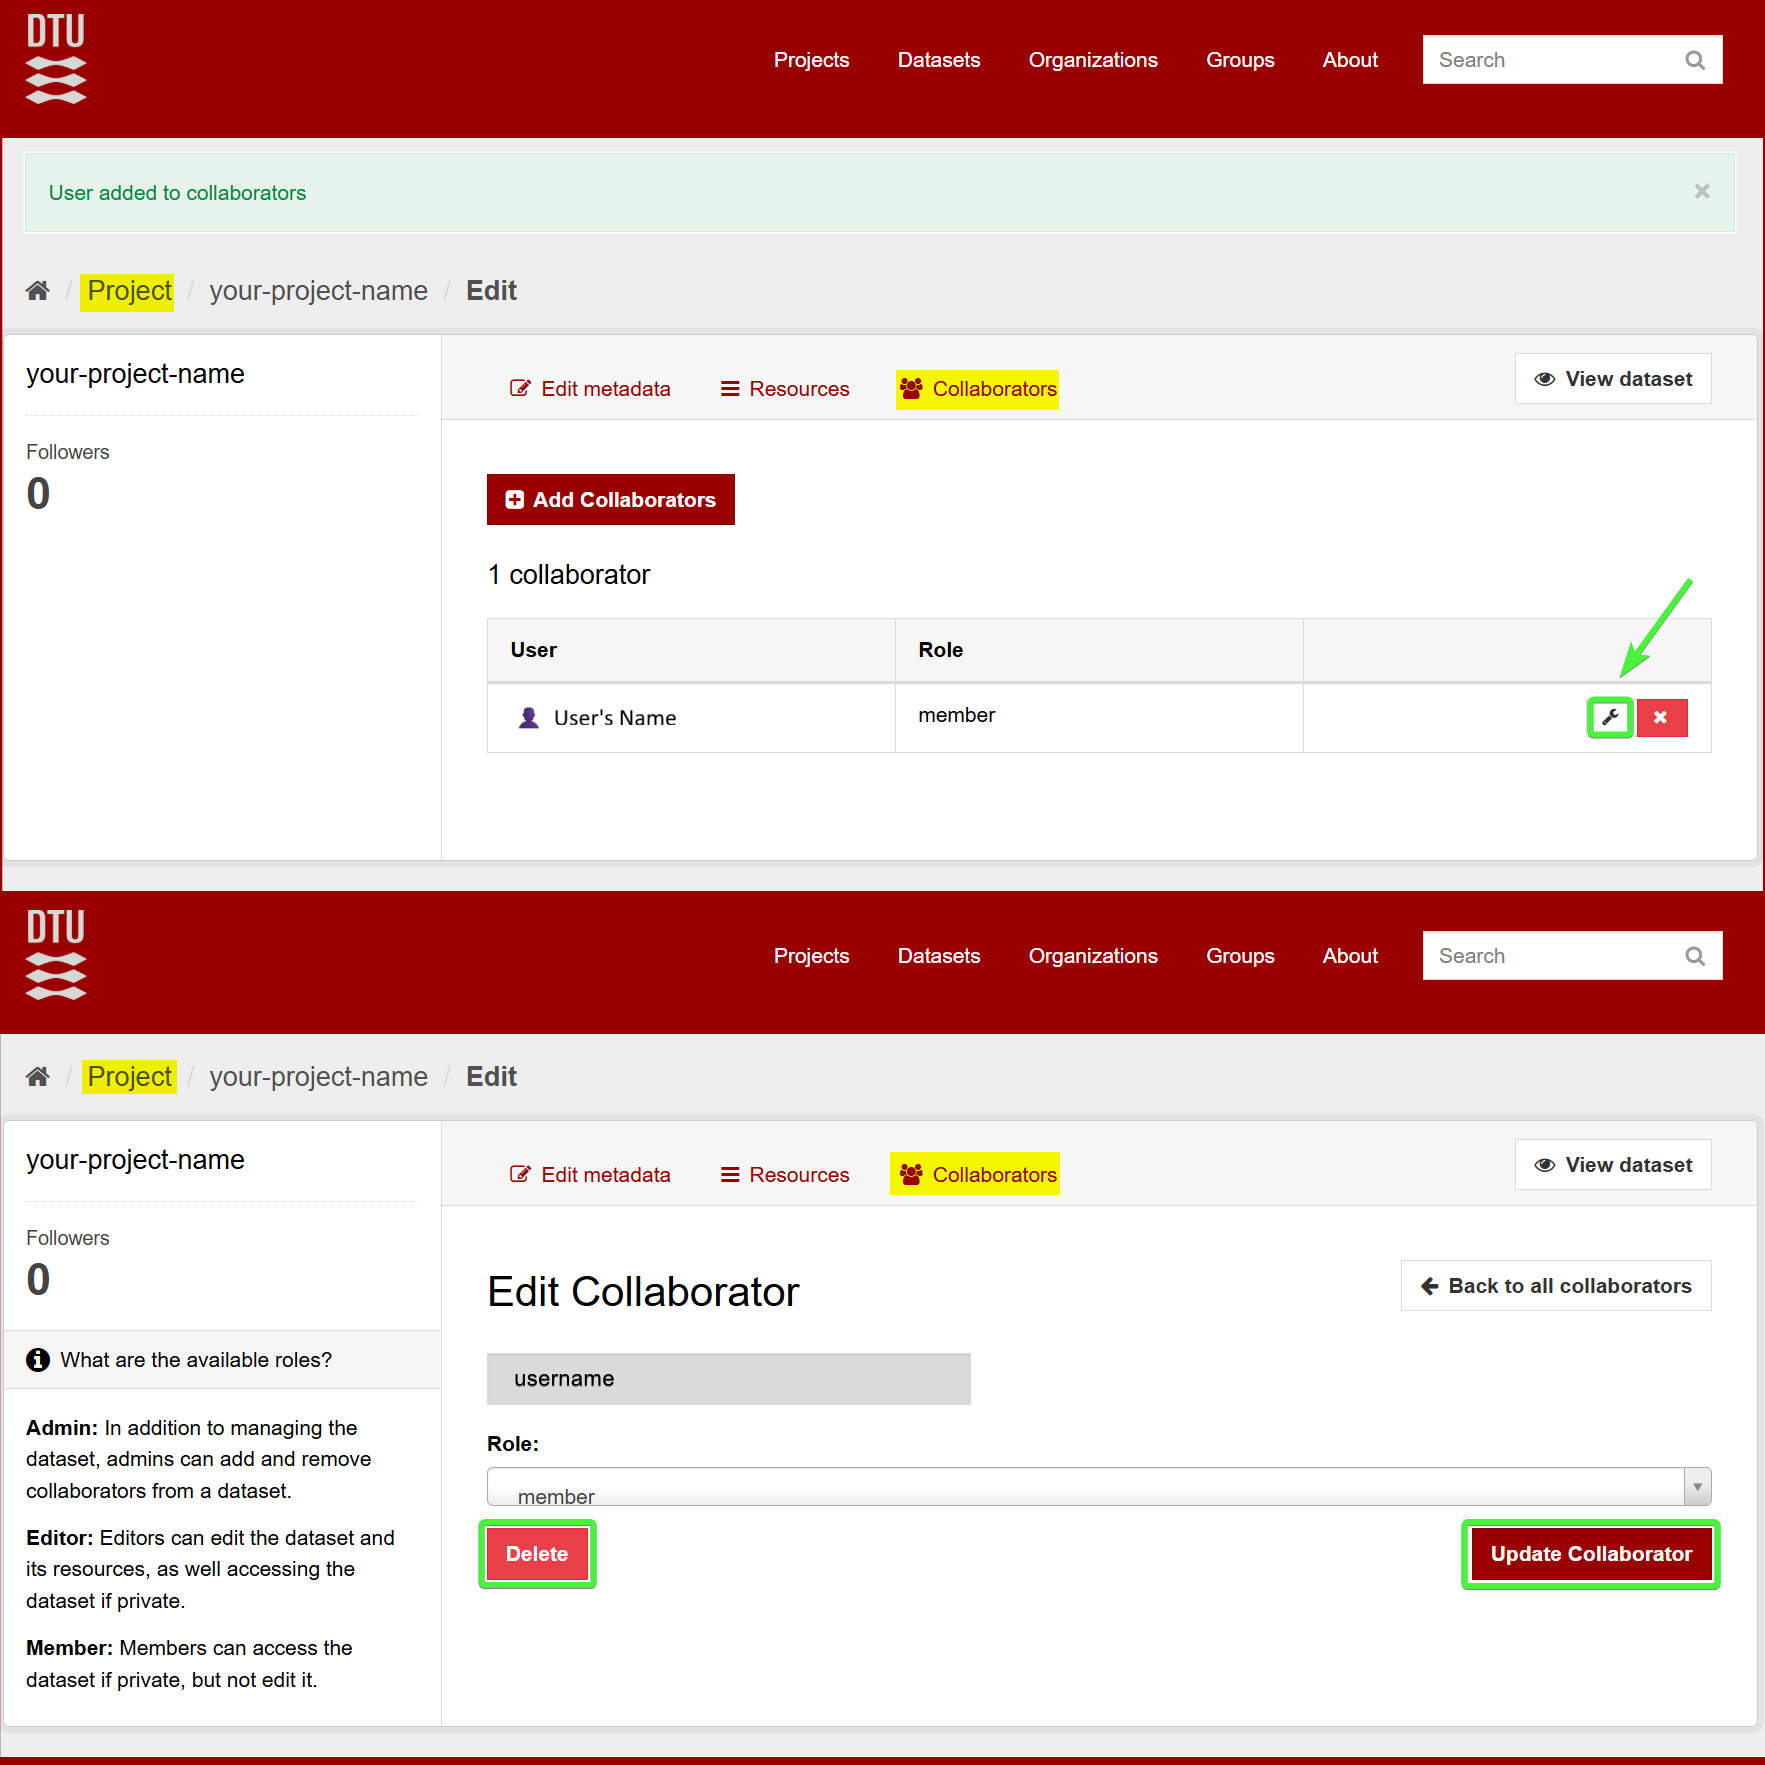 DTU
Projects Datasets Organizations Groups About Search
User added to collaborators
Project / your-project-name / Edit
your-project-name
Edit metadata Resources Collaborators View dataset
Followers
0
Add Collaborators
1 collaborator
User Role
User's Name member
DTU
Projects Datasets Organizations Groups About Search
Project / your-project-name / Edit
your-project-name
Edit metadata Resources Collaborators View dataset
Followers
0
What are the available roles?
Admin: In addition to managing the
dataset, admins can add and remove
collaborators from a dataset.
Editor: Editors can edit the dataset and
its resources, as well accessing the
dataset if private.
Member: Members can access the
dataset if private, but not edit it.
Edit Collaborator
Back to all collaborators
username
Role:
member
Delete
Update Collaborator